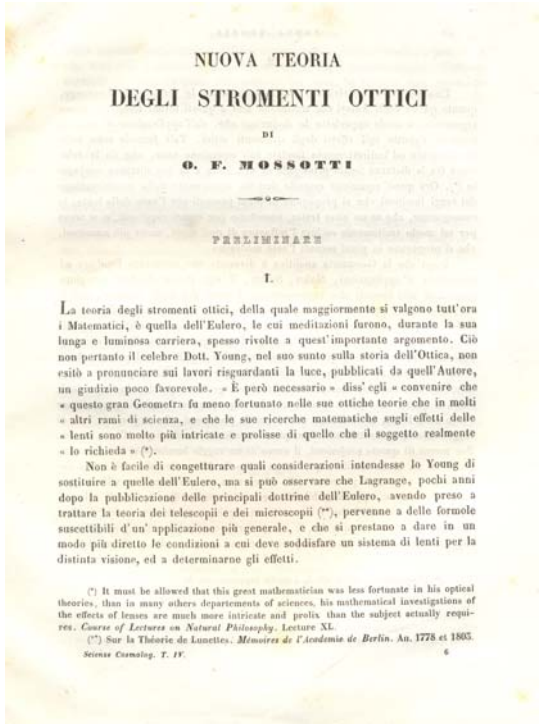 NUOVA TEORIA
DEGLI STROMENTI OTTICI
DI
O. F. MOSSOTTI
PRELIMINARE
I.
La teoria degli stromenti ottici, della quale maggiormente si valgono tutt'ora
i Matematici, è quella dell'Eulero, le cui meditazioni furono, durante la sua
lunga e luminosa carriera, spesso rivolte a quest'importante argomento. Ciò
non pertanto il celebre Dott. Young, nel suo sunto sulla storia dell'Ottica, non
esitò a pronunciare sui lavori risguardanti la luce, pubblicati da quell'Autore,
un giudizio poco favorevole. « È però necessario » diss' egli « convenire che
« questo gran Geometra fu meno fortunato nelle sue ottiche teorie che in molti
« altri rami di scienza, e che le sue ricerche matematiche sugli effetti delle
« lenti sono molto più intricate e prolisse di quello che il soggetto realmente
« lo richieda » (*).
Non è facile di congetturare quali considerazioni intendesse lo Young di
sostituire a quelle dell'Eulero, ma si può osservare che Lagrange, pochi anni
dopo la pubblicazione delle principali dottrine dell'Eulero, avendo preso a
trattare la teoria dei telescopii e dei microscopii (**), pervenne a delle formole
suscettibili d'un' applicazione più generale, e che si prestano a dare in un
modo più diretto le condizioni a cui deve soddisfare un sistema di lenti per la
distinta visione, ed a determinarne gli effetti.
(*) It must be allowed that this great mathematician was less fortunate in his optical
theories, than in many others departements of sciences, his mathematical investigations of
the effects of lenses are much more intricate and prolix than the subject actually requi-
res. Course of Lectures on Natural Philosophy. Lecture XL.
(**) Sur la Théorie de Lunettes. Mémoires de l'Academie de Berlin. An. 1778 et 1803.
Scienze Cosmolog. T. IV.
6